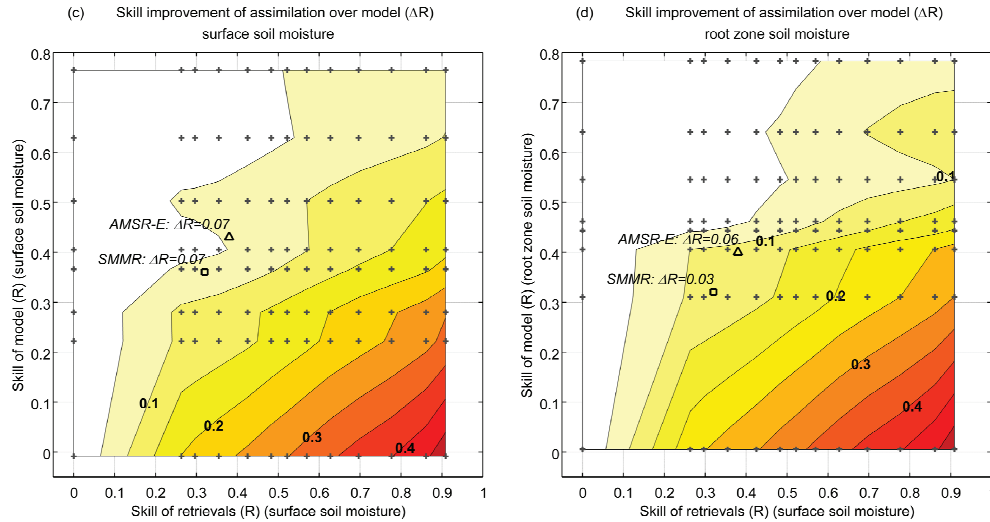 (c) Skill improvement of assimilation over model (ΔR)
surface soil moisture
0.8
0.7
0.6
0.5
0.4
0.3
0.2
0.1
0
Skill of model (R) (surface soil moisture)
AMSR-E: ΔR=0.07
SMMR: ΔR=0.07
0.1
0.2
0.3
0.4
0 0.1 0.2 0.3 0.4 0.5 0.6 0.7 0.8 0.9 1
Skill of retrievals (R) (surface soil moisture)
(d) Skill improvement of assimilation over model (ΔR)
root zone soil moisture
0.8
0.7
0.6
0.5
0.4
0.3
0.2
0.1
0
Skill of model (R) (root zone soil moisture)
0.1
AMSR-E: ΔR=0.06
0.1
SMMR: ΔR=0.03
0.2
0.3
0.4
0 0.1 0.2 0.3 0.4 0.5 0.6 0.7 0.8 0.9 1
Skill of retrievals (R) (surface soil moisture)